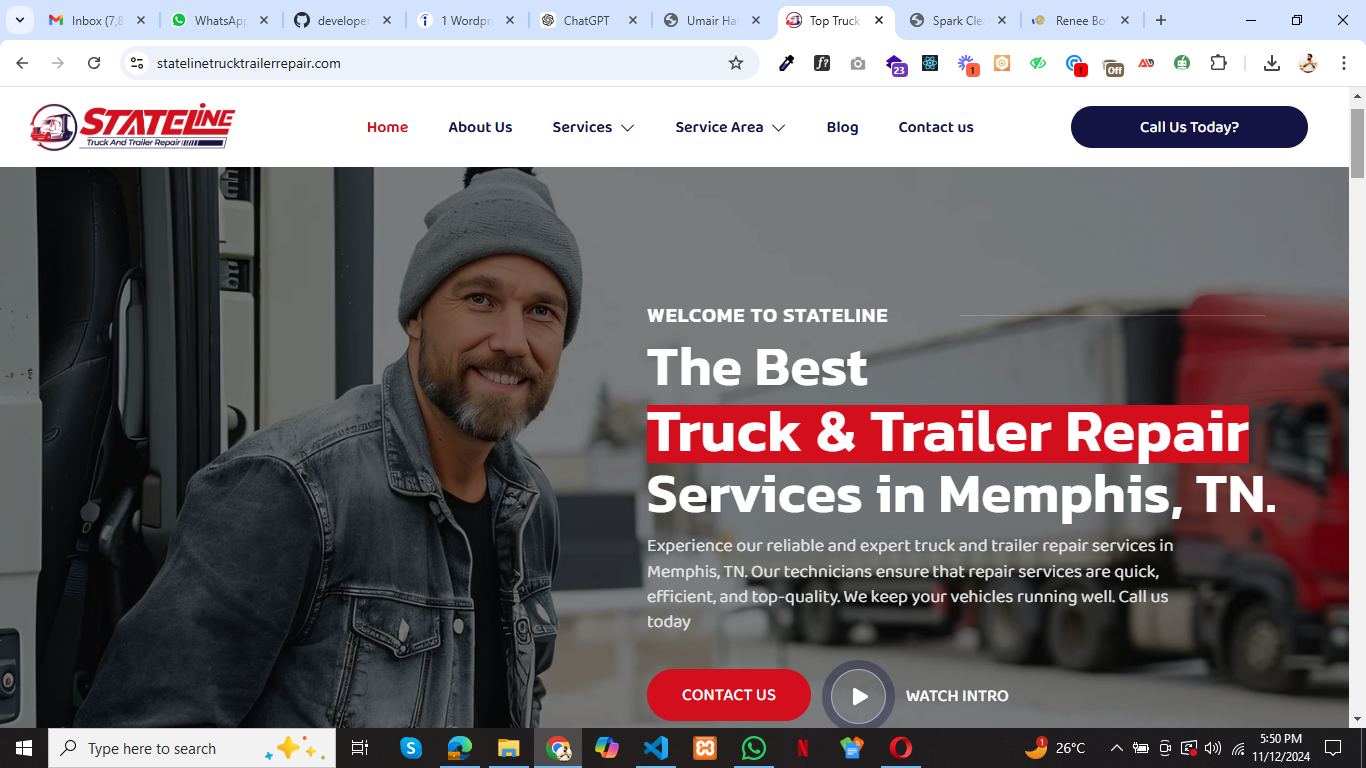 Inbox (7,8
WhatsApp
developer
1 Wordpr
ChatGPT
Umair Ha
Top Truck
Spark Cle
Renee Bo
statelinetrucktrailerrepair.com
23
1
1
Off
STATELINE
Truck And Trailer Repair
Home
About Us
Services
Service Area
Blog
Contact us
Call Us Today?
WELCOME TO STATELINE
The Best
Truck & Trailer Repair
Services in Memphis, TN.
Experience our reliable and expert truck and trailer repair services in
Memphis, TN. Our technicians ensure that repair services are quick,
efficient, and top-quality. We keep your vehicles running well. Call us
today
CONTACT US
WATCH INTRO
Type here to search
1
26°C
5:50 PM
11/12/2024